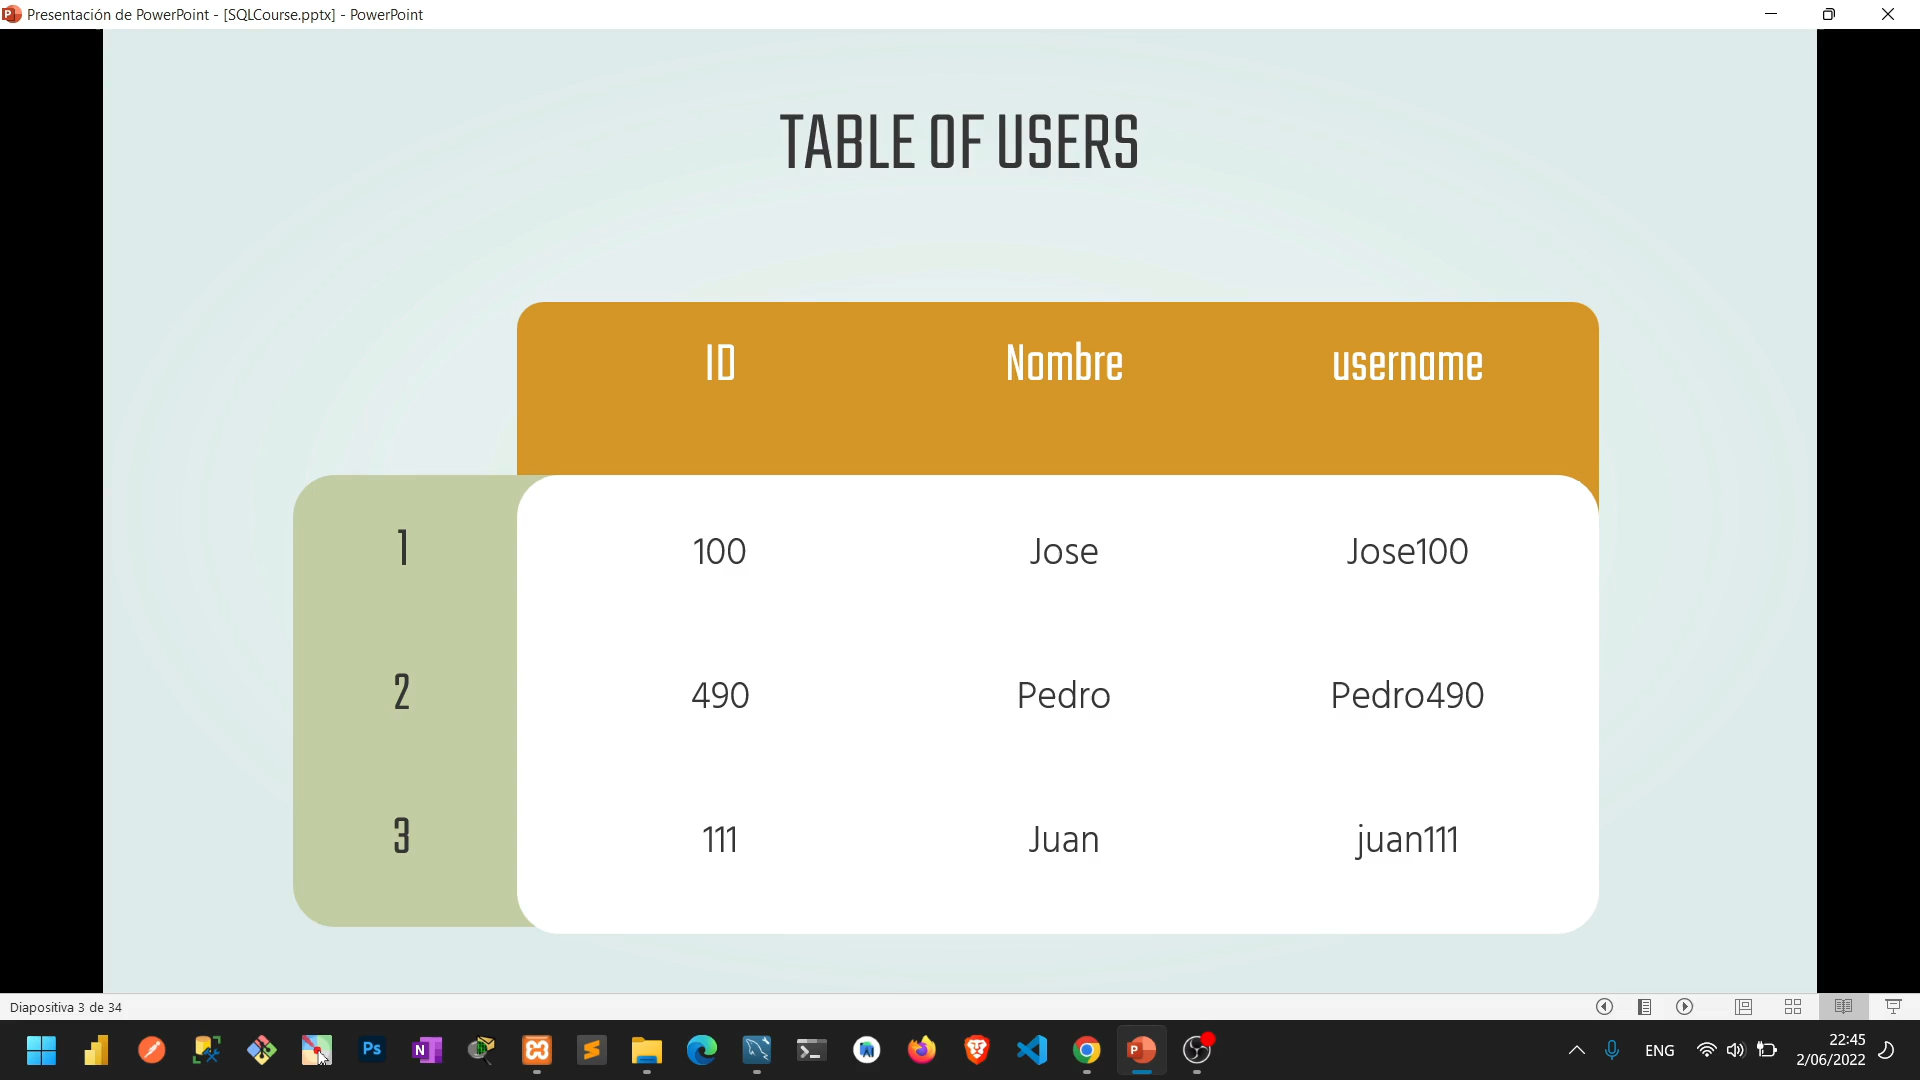 Presentación de PowerPoint - [SQLCourse.pptx] - PowerPoint
TABLE OF USERS
ID Nombre username
1 100 Jose Jose100
2 490 Pedro Pedro490
3 111 Juan juan111
Diapositiva 3 de 34
Ps
N
P
ENG
22:45
2/06/2022